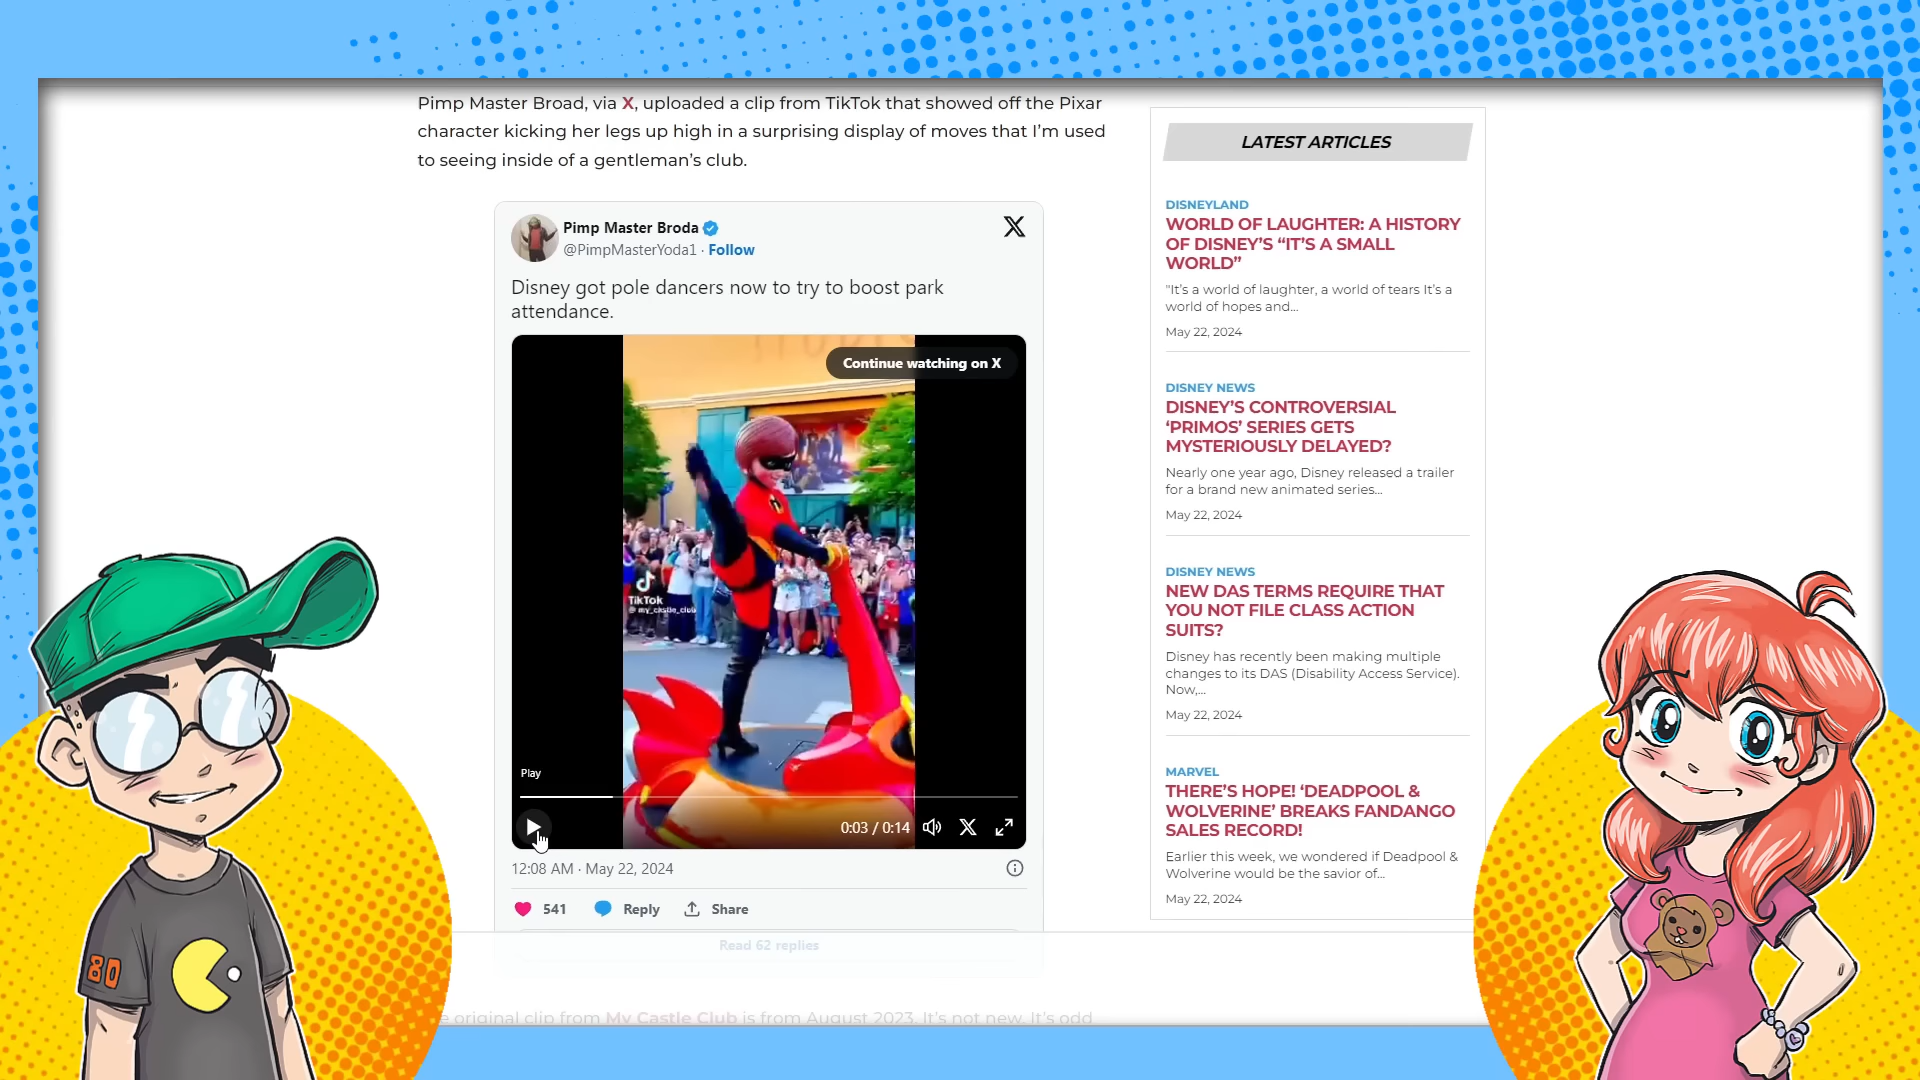 Pimp Master Broad, via X, uploaded a clip from TikTok that showed off the Pixar
character kicking her legs up high in a surprising display of moves that I’m used
to seeing inside of a gentleman’s club.
Pimp Master Broda
@PimpMasterYoda1 · Follow
Disney got pole dancers now to try to boost park
attendance.
Continue watching on X
TikTok
@my_castle_club
Play
0:03 / 0:14
12:08 AM · May 22, 2024
541 Reply Share
Read 62 replies
e original clip from My Castle Club is from August 2023. It’s not new. It’s odd
LATEST ARTICLES
DISNEYLAND
WORLD OF LAUGHTER: A HISTORY
OF DISNEY’S “IT’S A SMALL
WORLD”
"It’s a world of laughter, a world of tears It’s a
world of hopes and...
May 22, 2024
DISNEY NEWS
DISNEY’S CONTROVERSIAL
‘PRIMOS’ SERIES GETS
MYSTERIOUSLY DELAYED?
Nearly one year ago, Disney released a trailer
for a brand new animated series...
May 22, 2024
DISNEY NEWS
NEW DAS TERMS REQUIRE THAT
YOU NOT FILE CLASS ACTION
SUITS?
Disney has recently been making multiple
changes to its DAS (Disability Access Service).
Now,...
May 22, 2024
MARVEL
THERE’S HOPE! ‘DEADPOOL &
WOLVERINE’ BREAKS FANDANGO
SALES RECORD!
Earlier this week, we wondered if Deadpool &
Wolverine would be the savior of...
May 22, 2024
80